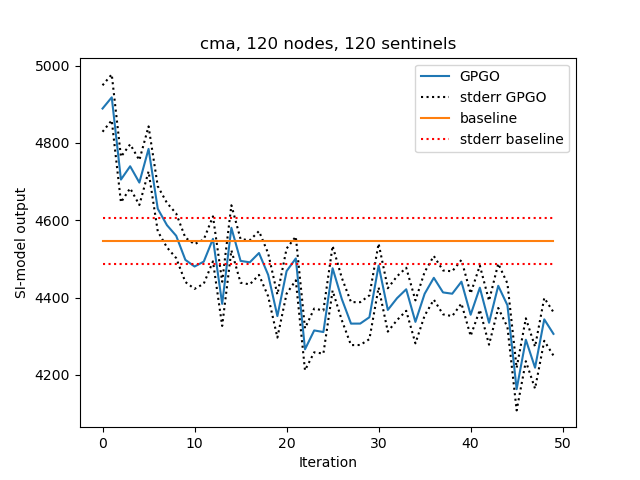 cma, 120 nodes, 120 sentinels
5000
4800
4600
4400
4200
SI-model output
GPGO
stderr GPGO
baseline
stderr baseline
0
10
20
30
40
50
Iteration